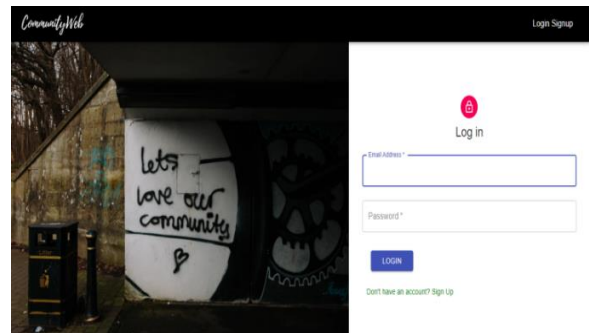 CommunityWeb
Login Signup
lets
love our
community
Log in
Email Address *
Password *
LOGIN
Don't have an account? Sign Up